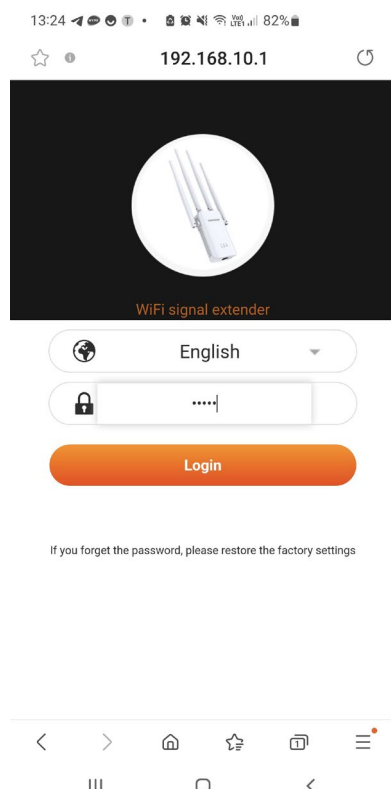 13:24 82%
192.168.10.1
WiFi signal extender
English
•••••
Login
If you forget the password, please restore the factory settings
1